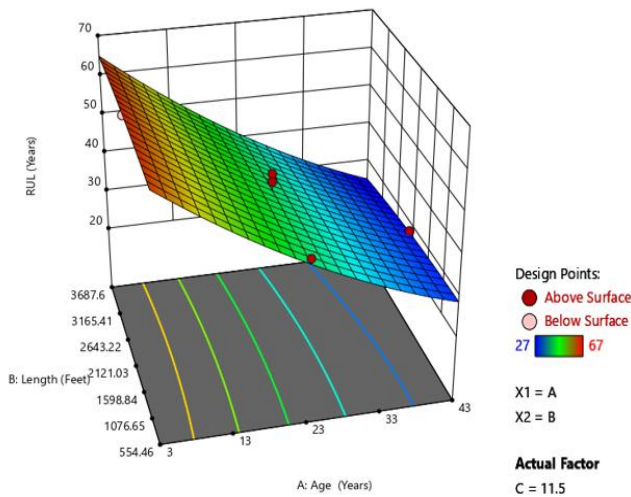 70
60
50
40
30
20
RUL (Years)
3687.6
3165.41
2643.22
2121.03
1598.84
1076.65
554.46
B: Length (Feet)
3
13
23
33
43
A: Age (Years)
Design Points:
Above Surface
Below Surface
27 67
X1 = A
X2 = B
Actual Factor
C = 11.5